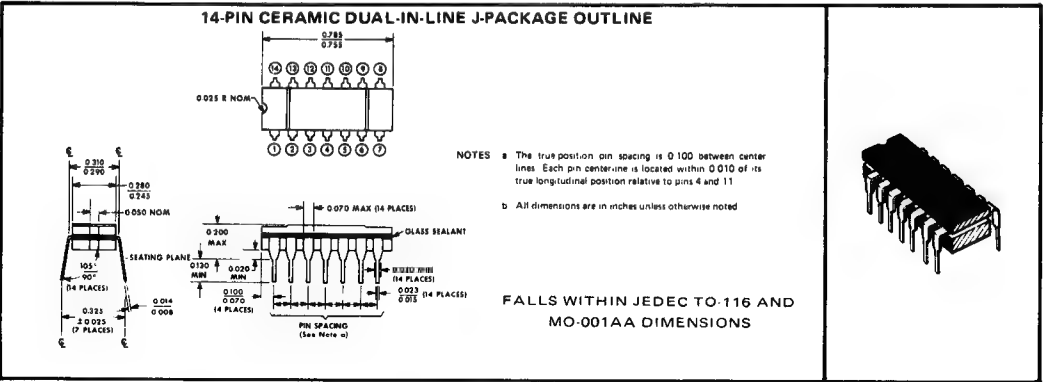 14-PIN CERAMIC DUAL-IN-LINE J-PACKAGE OUTLINE
0.785
0.755
14 13 12 11 10 9 8
0.025 R NOM
1 2 3 4 5 6 7
NOTES a The true position pin spacing is 0.100 between center
lines. Each pin centerline is located within 0.010 of its
true longitudinal position relative to pins 4 and 11
b All dimensions are in inches unless otherwise noted
0.310
0.290
0.280
0.245
0.050 NOM
0.070 MAX (14 PLACES)
0.200
MAX
GLASS SEALANT
SEATING PLANE
0.130
MIN
0.020
MIN
105°
90°
(14 PLACES)
(14 PLACES)
0.023
0.015
(14 PLACES)
0.100
0.070
(4 PLACES)
0.014
0.008
0.325
±0.025
(7 PLACES)
PIN SPACING
(See Note a)
FALLS WITHIN JEDEC TO-116 AND
MO-001AA DIMENSIONS